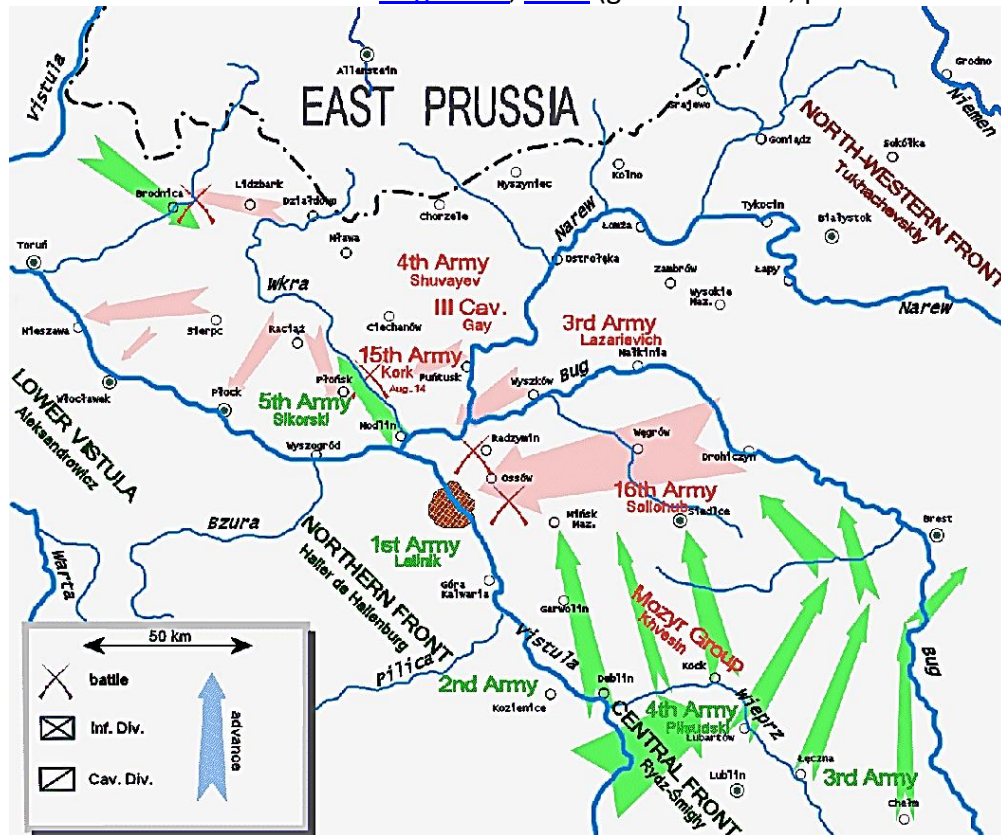 Grodno
Allenstein
Vistula
EAST PRUSSIA
Grajewo
Niemen
Goniądz
NORTH-WESTERN FRONT
Tukhachevskiy
Sokółka
Kolno
Myszyniec
Brodnica
Lidzbark
Działdowo
Chorzele
Narew
Tykocin
Białystok
Łomża
Toruń
Mława
Ostrołęka
4th Army
Shuvayev
Zambrów
Łapy
Wkra
III Cav.
Gay
Wysokie
Maz.
Narew
Nieszawa
Sierpc
Raciąż
Ciechanów
3rd Army
Lazarievich
15th Army
Kork
Aug. 14
Małkinia
Pułtusk
Bug
Płońsk
Wyszków
LOWER VISTULA
Aleksandrowicz
Włocławek
Płock
5th Army
Sikorski
Modlin
Wyszogród
Radzymin
Węgrów
Drohiczyn
Ossów
16th Army
Sollohub
Siedlce
Mińsk
Maz.
Bzura
Brest
NORTHERN FRONT
Haller de Hallenburg
1st Army
Latinik
Warta
Góra
Kalwaria
Garwolin
Mozyr Group
Khvesin
50 km
Vistula
Pilica
Kock
Bug
battle
2nd Army
Dęblin
Kozienice
Wieprz
CENTRAL FRONT
Rydz-Śmigły
4th Army
Piłsudski
Lubartów
Inf. Div.
advance
Łęczna
Lublin
3rd Army
Cav. Div.
Chełm